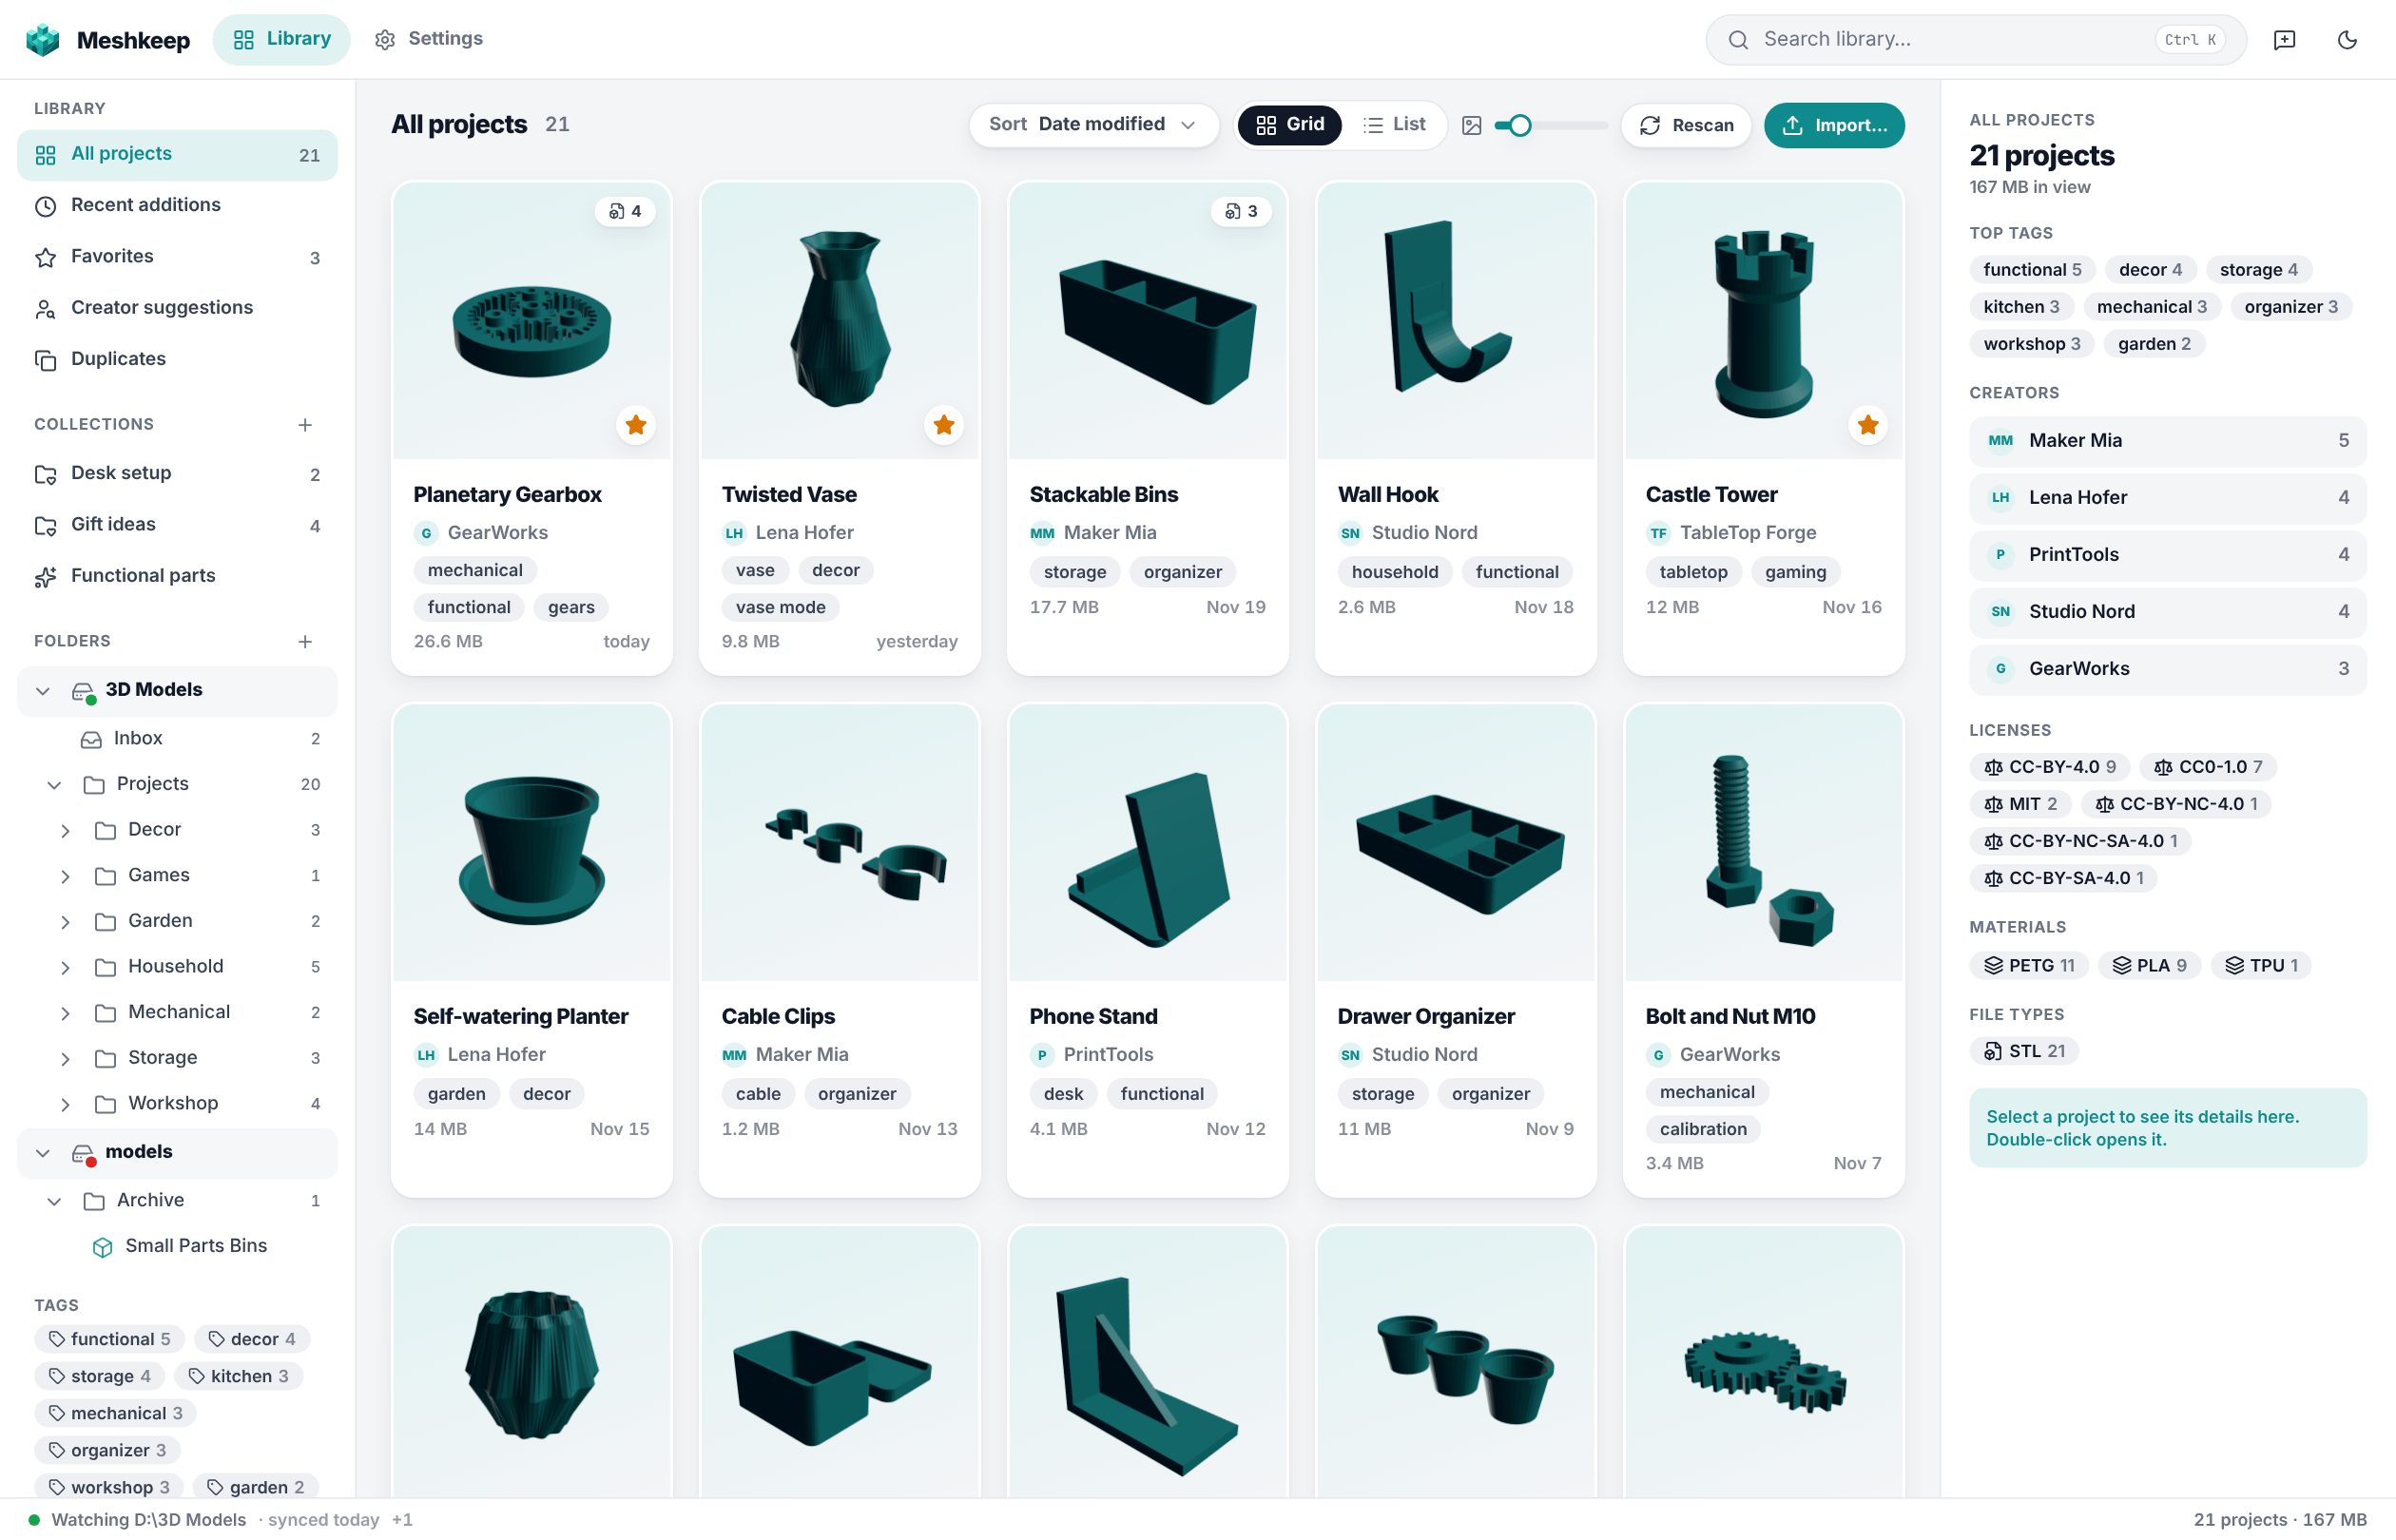 Meshkeep Library Settings Search library... Ctrl K
LIBRARY
All projects 21
Recent additions
Favorites 3
Creator suggestions
Duplicates
COLLECTIONS
Desk setup 2
Gift ideas 4
Functional parts
FOLDERS
3D Models
Inbox 2
Projects 20
Decor 3
Games 1
Garden 2
Household 5
Mechanical 2
Storage 3
Workshop 4
models
Archive 1
Small Parts Bins
TAGS
functional 5 decor 4
storage 4 kitchen 3
mechanical 3
organizer 3
workshop 3 garden 2
All projects 21 Sort Date modified Grid List Rescan Import...
4
3
Planetary Gearbox
G GearWorks
mechanical
functional gears
26.6 MB today
Twisted Vase
LH Lena Hofer
vase decor
vase mode
9.8 MB yesterday
Stackable Bins
MM Maker Mia
storage organizer
17.7 MB Nov 19
Wall Hook
SN Studio Nord
household functional
2.6 MB Nov 18
Castle Tower
TF TableTop Forge
tabletop gaming
12 MB Nov 16
Self-watering Planter
LH Lena Hofer
garden decor
14 MB Nov 15
Cable Clips
MM Maker Mia
cable organizer
1.2 MB Nov 13
Phone Stand
P PrintTools
desk functional
4.1 MB Nov 12
Drawer Organizer
SN Studio Nord
storage organizer
11 MB Nov 9
Bolt and Nut M10
G GearWorks
mechanical
calibration
3.4 MB Nov 7
ALL PROJECTS
21 projects
167 MB in view
TOP TAGS
functional 5 decor 4 storage 4
kitchen 3 mechanical 3 organizer 3
workshop 3 garden 2
CREATORS
MM Maker Mia 5
LH Lena Hofer 4
P PrintTools 4
SN Studio Nord 4
G GearWorks 3
LICENSES
CC-BY-4.0 9 CC0-1.0 7
MIT 2 CC-BY-NC-4.0 1
CC-BY-NC-SA-4.0 1
CC-BY-SA-4.0 1
MATERIALS
PETG 11 PLA 9 TPU 1
FILE TYPES
STL 21
Select a project to see its details here.
Double-click opens it.
Watching D:\3D Models · synced today +1
21 projects · 167 MB